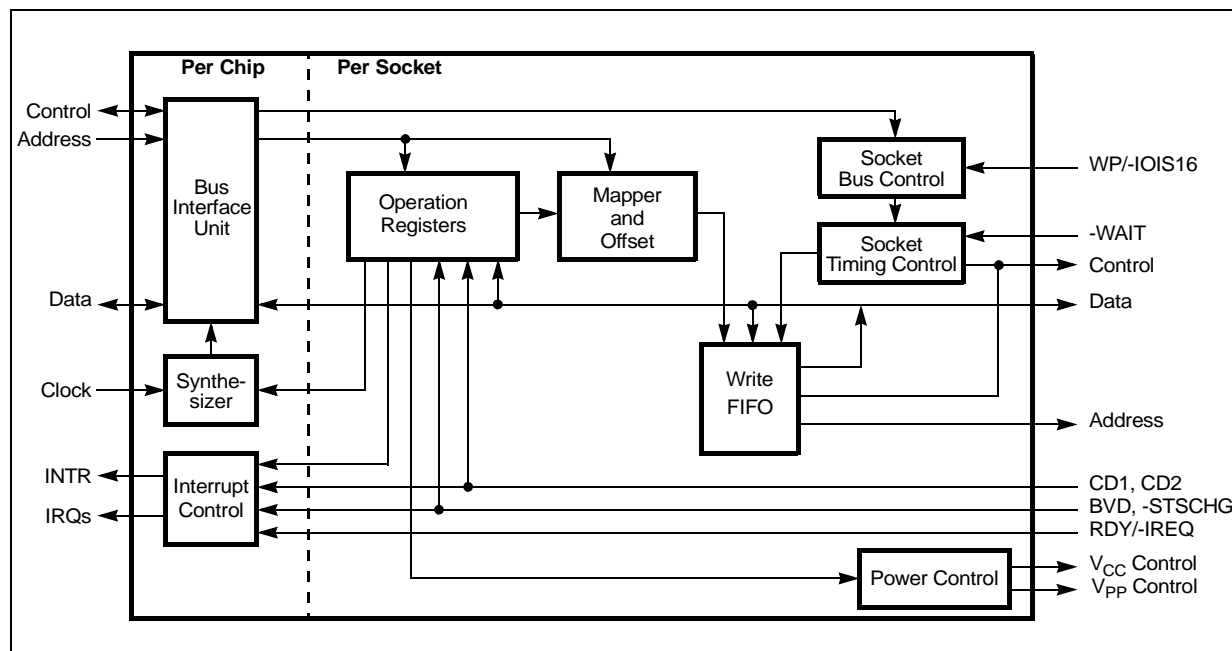 Per Chip
Per Socket
Control
Address
Bus
Interface
Unit
Data
Clock
Synthe-
sizer
INTR
IRQs
Interrupt
Control
Operation
Registers
Mapper
and
Offset
Socket
Bus Control
Socket
Timing Control
Write
FIFO
Power Control
WP/-IOIS16
-WAIT
Control
Data
Address
CD1, CD2
BVD, -STSCHG
RDY/-IREQ
VCC Control
VPP Control